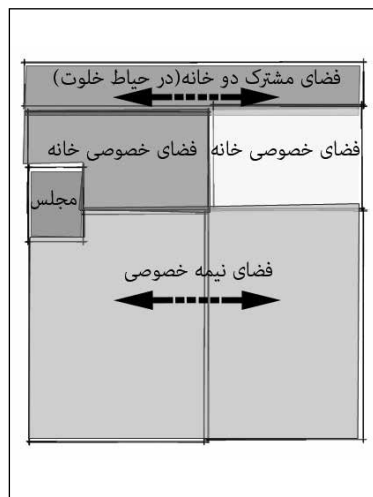 فضای مشترک دو خانه(در حیاط خلوت)
فضای خصوصی خانه
فضای خصوصی خانه
مجلس
فضای نیمه خصوصی